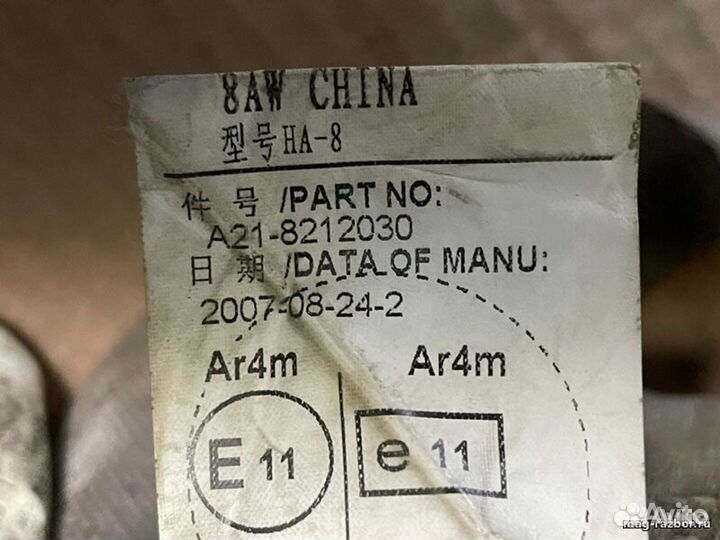 8AW CHINA
型号HA-8
件 号 /PART NO:
A21-8212030
日 期 /DATA OF MANU:
2007-08-24-2
Ar4m Ar4m
E 11 e 11
Avito
mag-razbor.ru